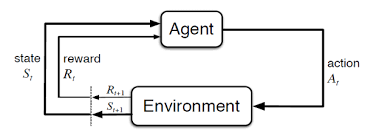 Agent
state
S_t
reward
R_t
action
A_t
R_{t+1}
S_{t+1}
Environment